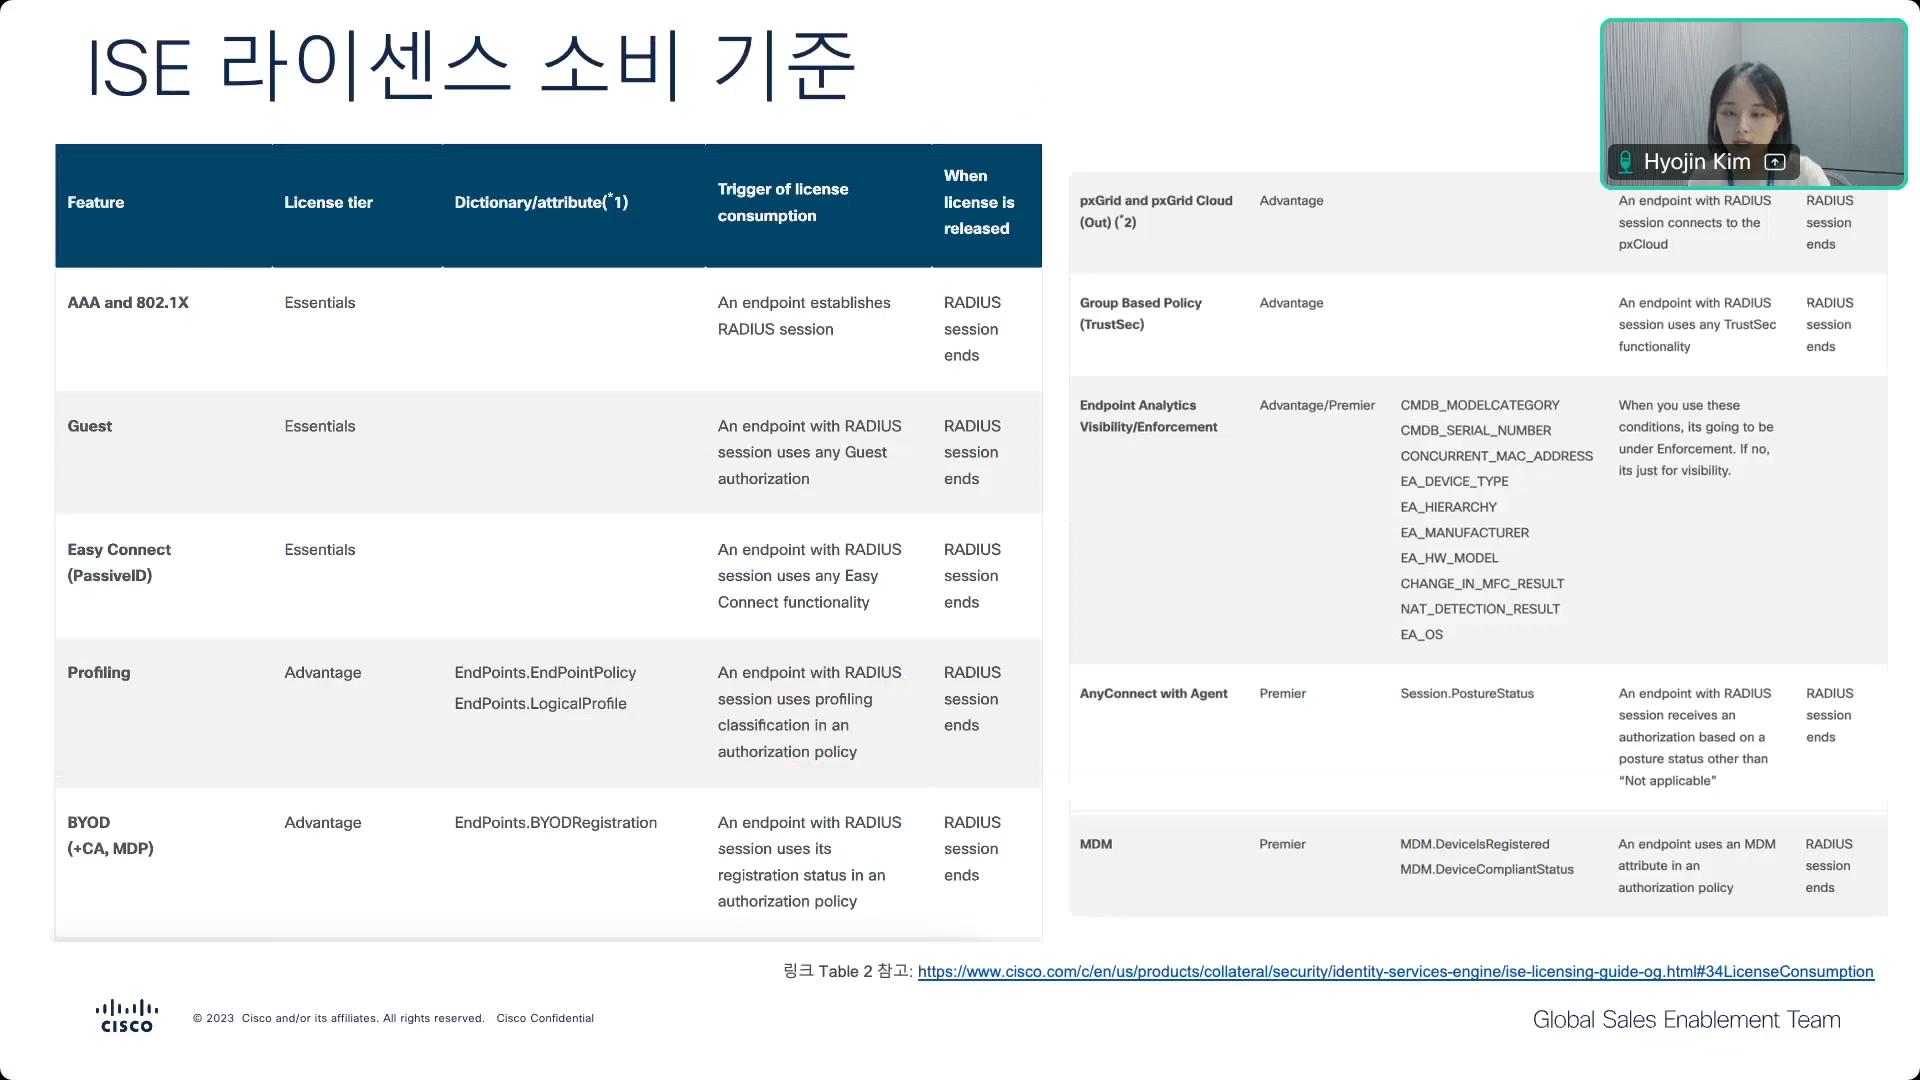 ISE 라이센스 소비 기준
Hyojin Kim
Feature
License tier
Dictionary/attribute(*1)
Trigger of license
consumption
When
license is
released
AAA and 802.1X
Essentials
An endpoint establishes
RADIUS session
RADIUS
session
ends
Guest
Essentials
An endpoint with RADIUS
session uses any Guest
authorization
RADIUS
session
ends
Easy Connect
(PassiveID)
Essentials
An endpoint with RADIUS
session uses any Easy
Connect functionality
RADIUS
session
ends
Profiling
Advantage
EndPoints.EndPointPolicy
EndPoints.LogicalProfile
An endpoint with RADIUS
session uses profiling
classification in an
authorization policy
RADIUS
session
ends
BYOD
(+CA, MDP)
Advantage
EndPoints.BYODRegistration
An endpoint with RADIUS
session uses its
registration status in an
authorization policy
RADIUS
session
ends
pxGrid and pxGrid Cloud
(Out) (*2)
Advantage
An endpoint with RADIUS
session connects to the
pxCloud
RADIUS
session
ends
Group Based Policy
(TrustSec)
Advantage
An endpoint with RADIUS
session uses any TrustSec
functionality
RADIUS
session
ends
Endpoint Analytics
Visibility/Enforcement
Advantage/Premier
CMDB_MODELCATEGORY
CMDB_SERIAL_NUMBER
CONCURRENT_MAC_ADDRESS
EA_DEVICE_TYPE
EA_HIERARCHY
EA_MANUFACTURER
EA_HW_MODEL
CHANGE_IN_MFC_RESULT
NAT_DETECTION_RESULT
EA_OS
When you use these
conditions, its going to be
under Enforcement. If no,
its just for visibility.
AnyConnect with Agent
Premier
Session.PostureStatus
An endpoint with RADIUS
session receives an
authorization based on a
posture status other than
“Not applicable”
RADIUS
session
ends
MDM
Premier
MDM.DeviceIsRegistered
MDM.DeviceCompliantStatus
An endpoint uses an MDM
attribute in an
authorization policy
RADIUS
session
ends
링크 Table 2 참고: https://www.cisco.com/c/en/us/products/collateral/security/identity-services-engine/ise-licensing-guide-og.html#34LicenseConsumption
CISCO
© 2023 Cisco and/or its affiliates. All rights reserved. Cisco Confidential
Global Sales Enablement Team